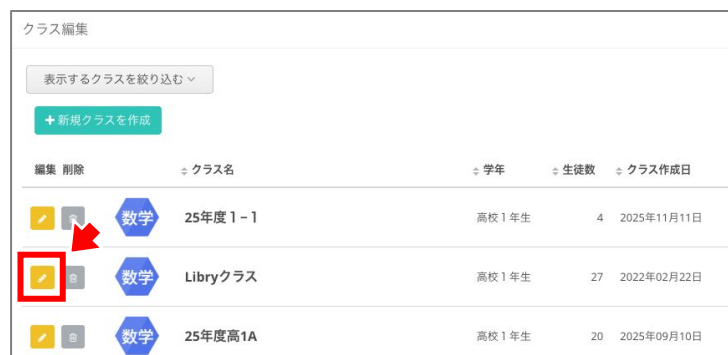 クラス編集
表示するクラスを絞り込む
+新規クラスを作成
編集 削除 クラス名 学年 生徒数 クラス作成日
数学 25年度1-1 高校1年生 4 2025年11月11日
数学 Libryクラス 高校1年生 27 2022年02月22日
数学 25年度高1A 高校1年生 20 2025年09月10日